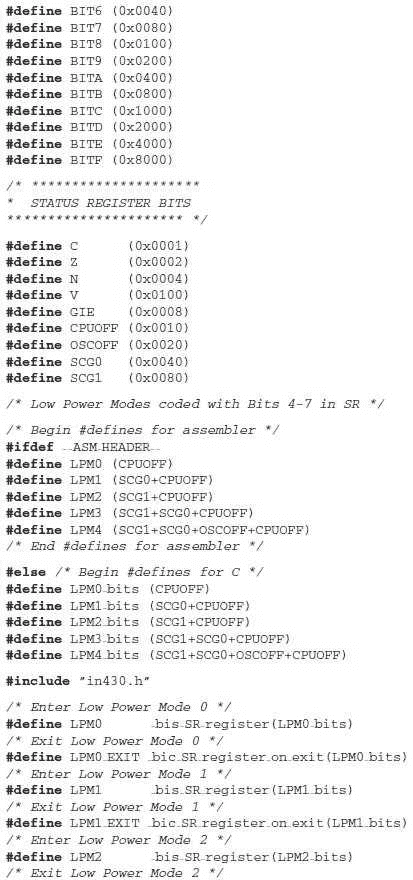 #define BIT6 (0x0040)
#define BIT7 (0x0080)
#define BIT8 (0x0100)
#define BIT9 (0x0200)
#define BITA (0x0400)
#define BITB (0x0800)
#define BITC (0x1000)
#define BITD (0x2000)
#define BITE (0x4000)
#define BITF (0x8000)
/* *********************
* STATUS REGISTER BITS
********************** */
#define C (0x0001)
#define Z (0x0002)
#define N (0x0004)
#define V (0x0100)
#define GIE (0x0008)
#define CPUOFF (0x0010)
#define OSCOFF (0x0020)
#define SCG0 (0x0040)
#define SCG1 (0x0080)
/* Low Power Modes coded with Bits 4-7 in SR */
/* Begin #defines for assembler */
#ifdef __ASM_HEADER__
#define LPM0 (CPUOFF)
#define LPM1 (SCG0+CPUOFF)
#define LPM2 (SCG1+CPUOFF)
#define LPM3 (SCG1+SCG0+CPUOFF)
#define LPM4 (SCG1+SCG0+OSCOFF+CPUOFF)
/* End #defines for assembler */
#else /* Begin #defines for C */
#define LPM0_bits (CPUOFF)
#define LPM1_bits (SCG0+CPUOFF)
#define LPM2_bits (SCG1+CPUOFF)
#define LPM3_bits (SCG1+SCG0+CPUOFF)
#define LPM4_bits (SCG1+SCG0+OSCOFF+CPUOFF)
#include "in430.h"
/* Enter Low Power Mode 0 */
#define LPM0 _bis_SR_register(LPM0_bits)
/* Exit Low Power Mode 0 */
#define LPM0_EXIT _bic_SR_register_on_exit(LPM0_bits)
/* Enter Low Power Mode 1 */
#define LPM1 _bis_SR_register(LPM1_bits)
/* Exit Low Power Mode 1 */
#define LPM1_EXIT _bic_SR_register_on_exit(LPM1_bits)
/* Enter Low Power Mode 2 */
#define LPM2 _bis_SR_register(LPM2_bits)
/* Exit Low Power Mode 2 */